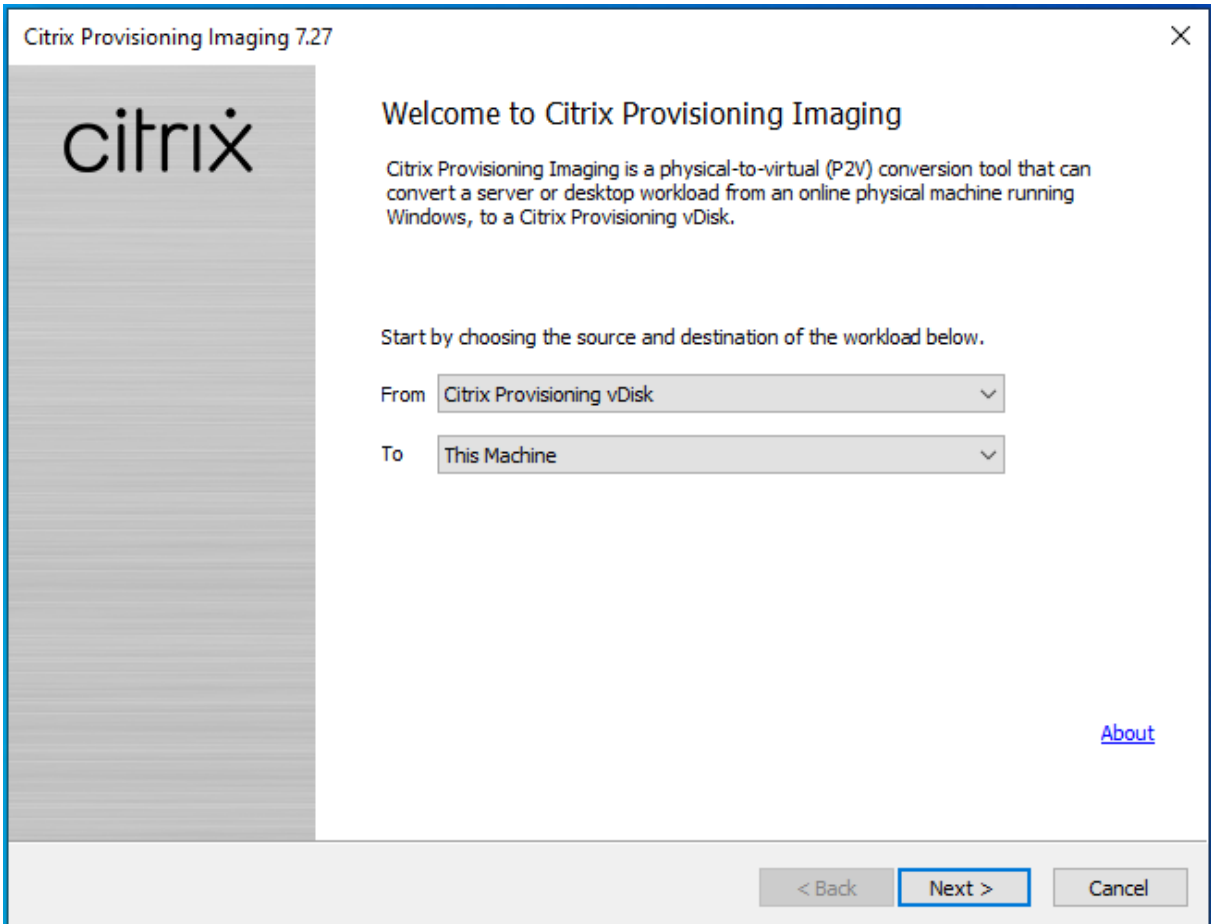 Citrix Provisioning Imaging 7.27
citrix
Welcome to Citrix Provisioning Imaging
Citrix Provisioning Imaging is a physical-to-virtual (P2V) conversion tool that can
convert a server or desktop workload from an online physical machine running
Windows, to a Citrix Provisioning vDisk.
Start by choosing the source and destination of the workload below.
From Citrix Provisioning vDisk
To This Machine
About
< Back Next > Cancel